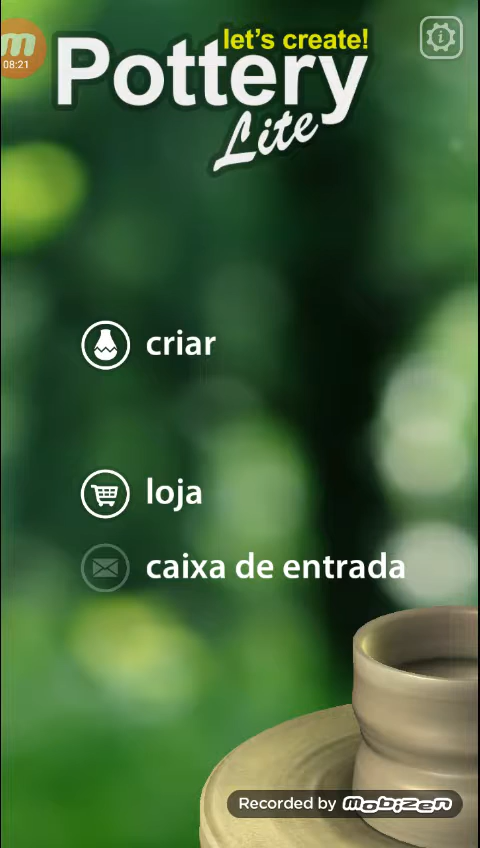 let's create!
Pottery
Lite
m
08:21
criar
loja
caixa de entrada
Recorded by mobizen